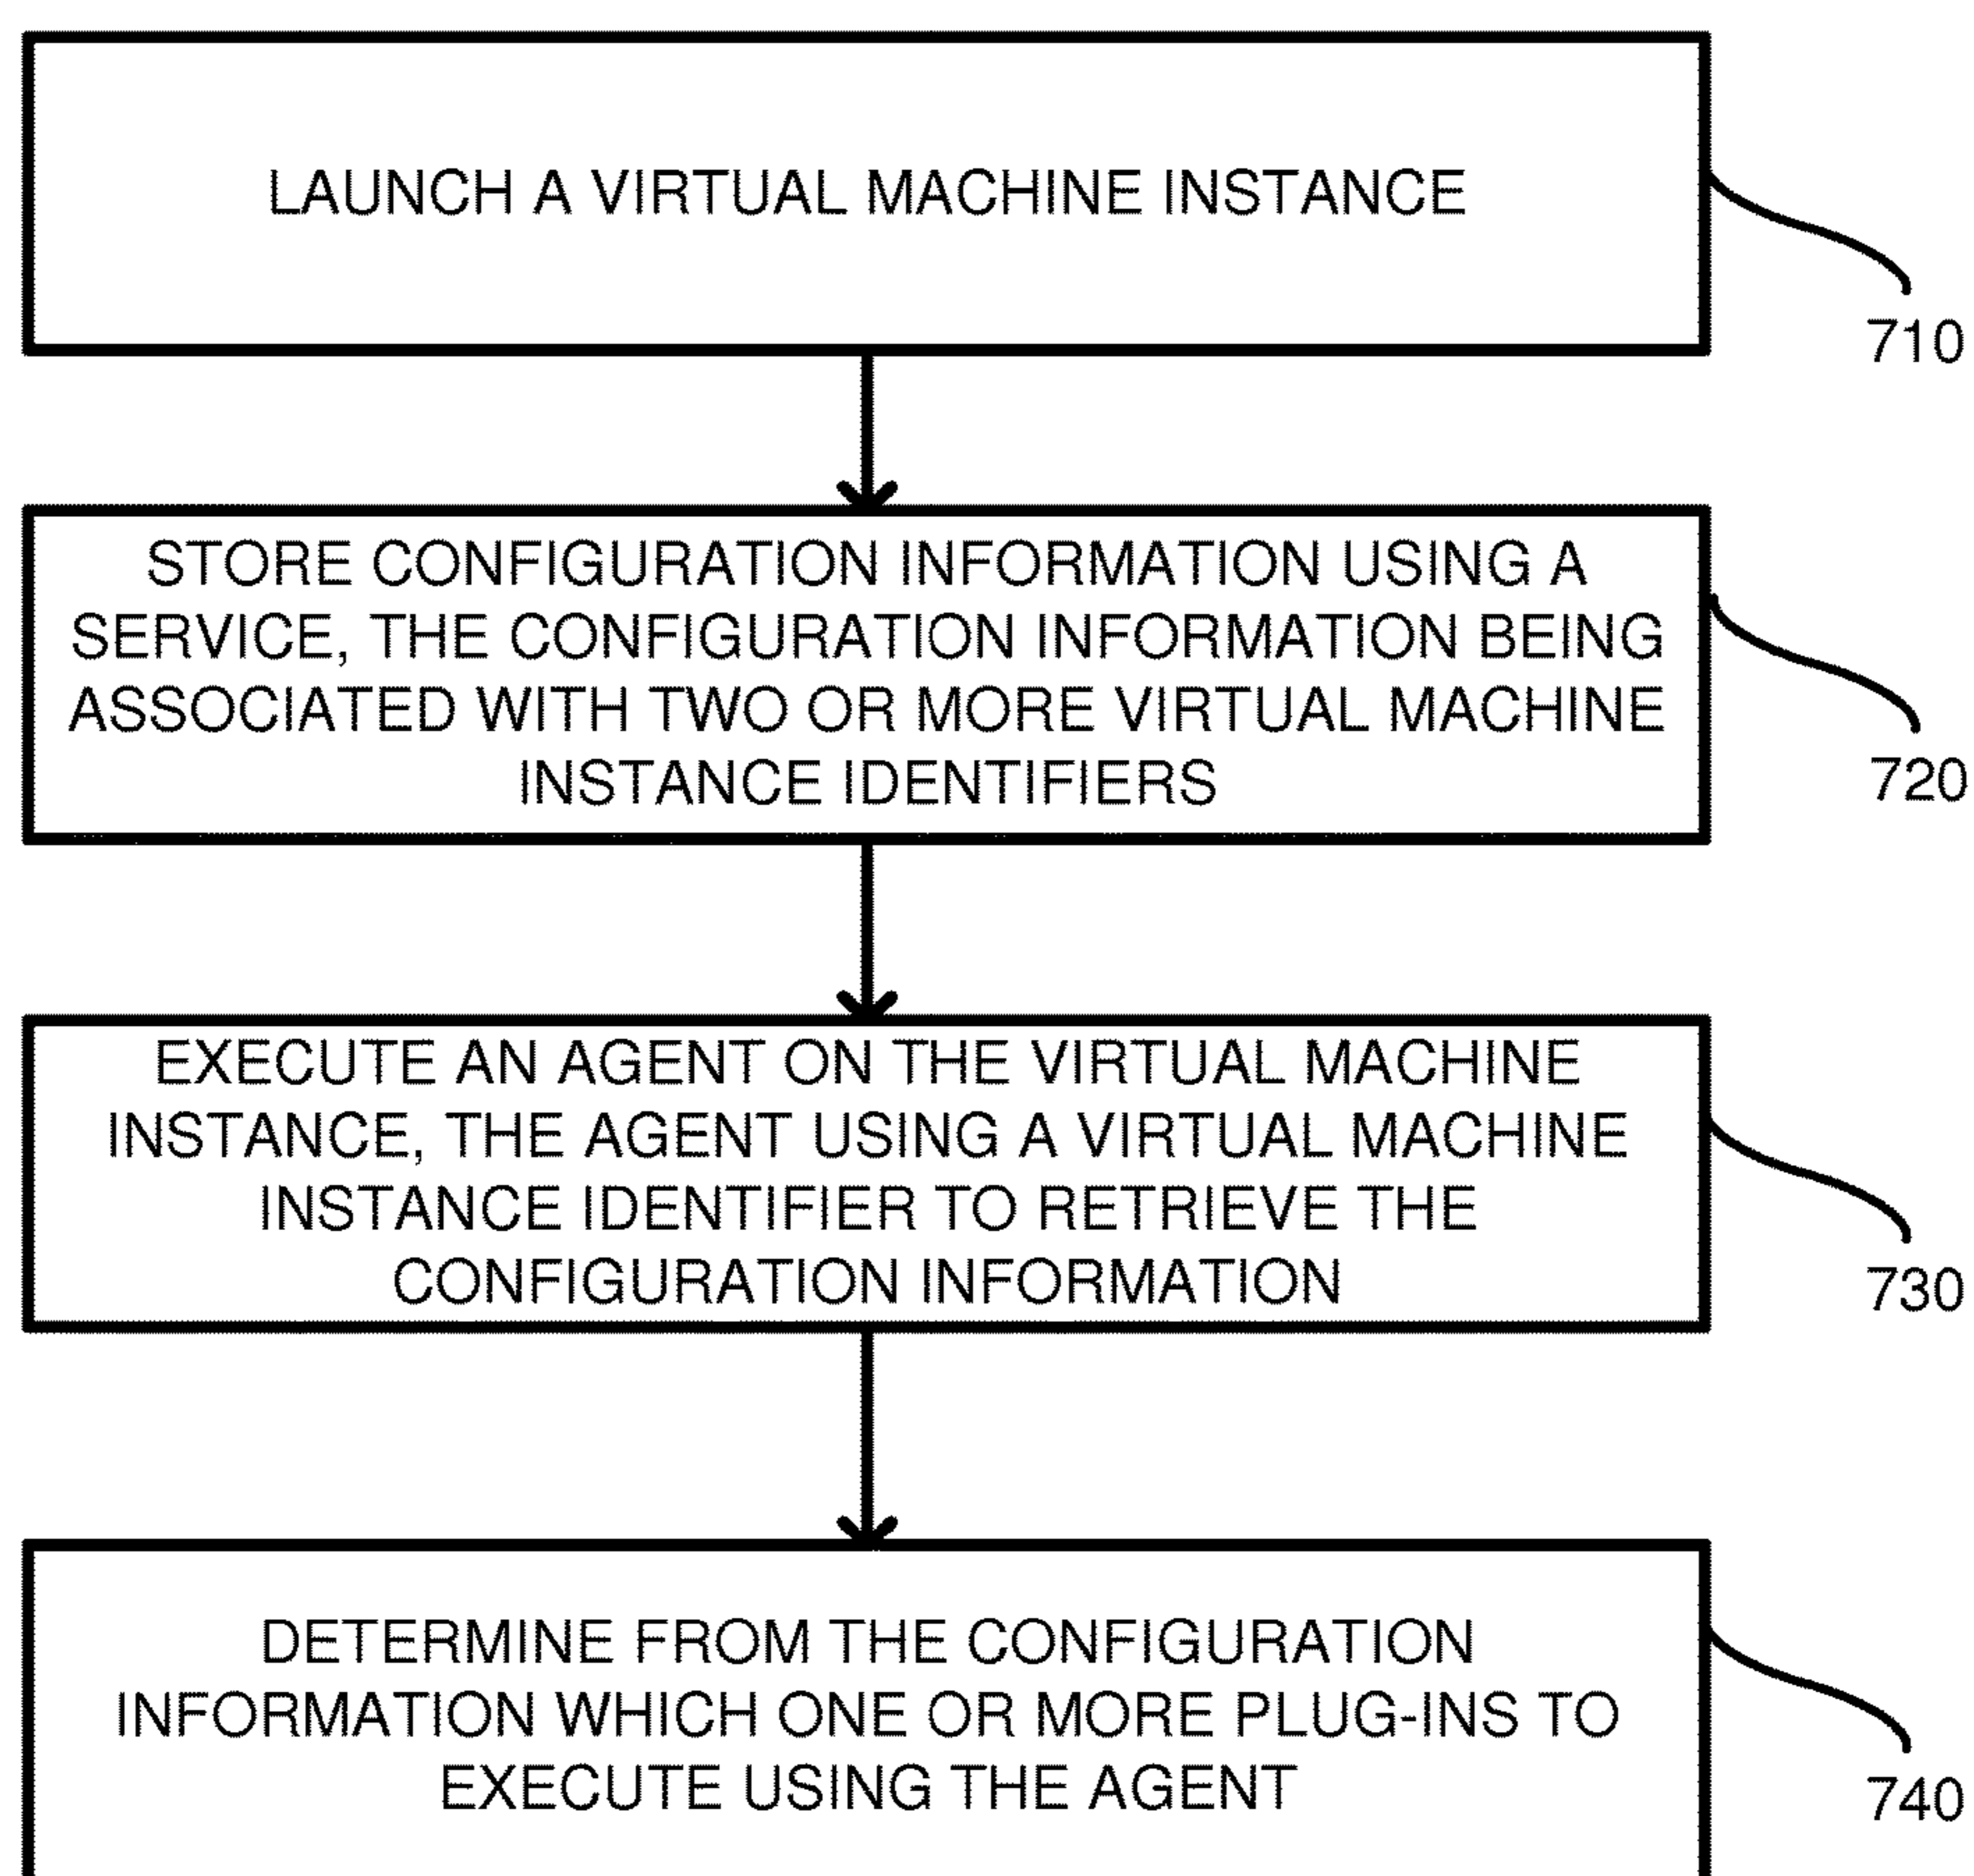 LAUNCH A VIRTUAL MACHINE INSTANCE
710
STORE CONFIGURATION INFORMATION USING A
SERVICE, THE CONFIGURATION INFORMATION BEING
ASSOCIATED WITH TWO OR MORE VIRTUAL MACHINE
INSTANCE IDENTIFIERS
720
EXECUTE AN AGENT ON THE VIRTUAL MACHINE
INSTANCE, THE AGENT USING A VIRTUAL MACHINE
INSTANCE IDENTIFIER TO RETRIEVE THE
CONFIGURATION INFORMATION
730
DETERMINE FROM THE CONFIGURATION
INFORMATION WHICH ONE OR MORE PLUG-INS TO
EXECUTE USING THE AGENT
740